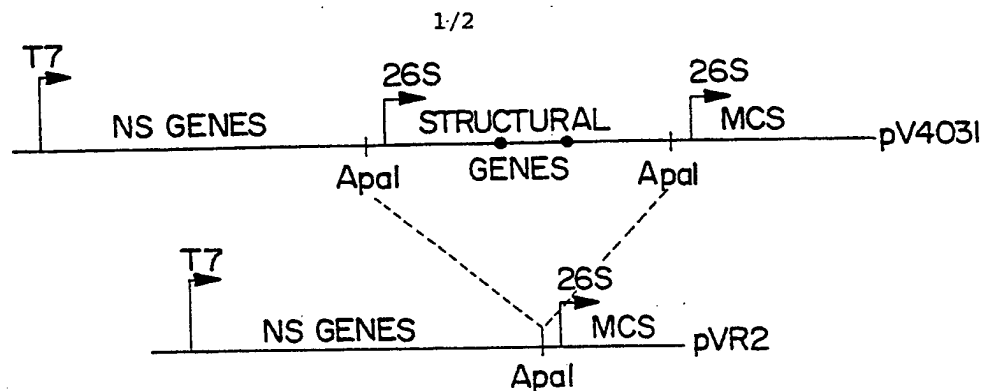 1/2
T7
26S
26S
NS GENES
STRUCTURAL
MCS
pV4031
GENES
ApaI
ApaI
T7
26S
NS GENES
MCS
pVR2
ApaI